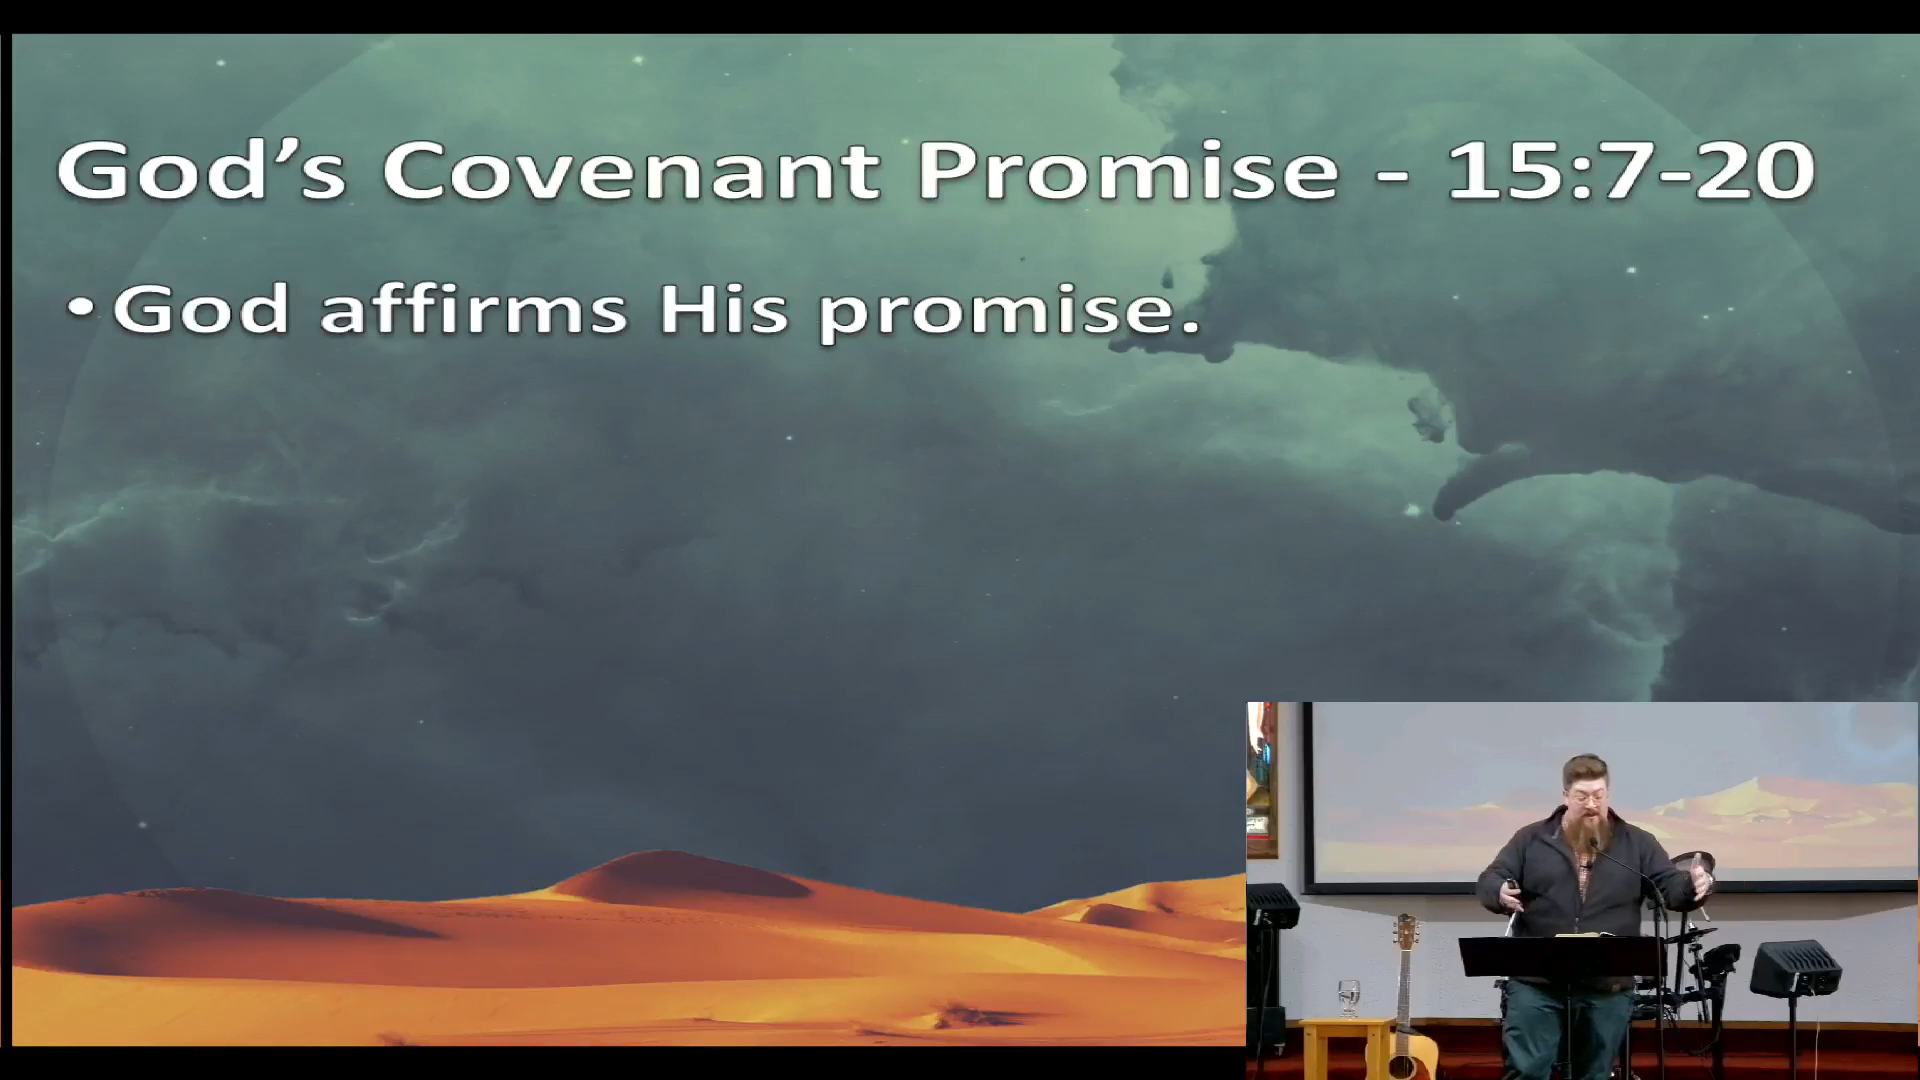 God’s Covenant Promise - 15:7-20
•God affirms His promise.